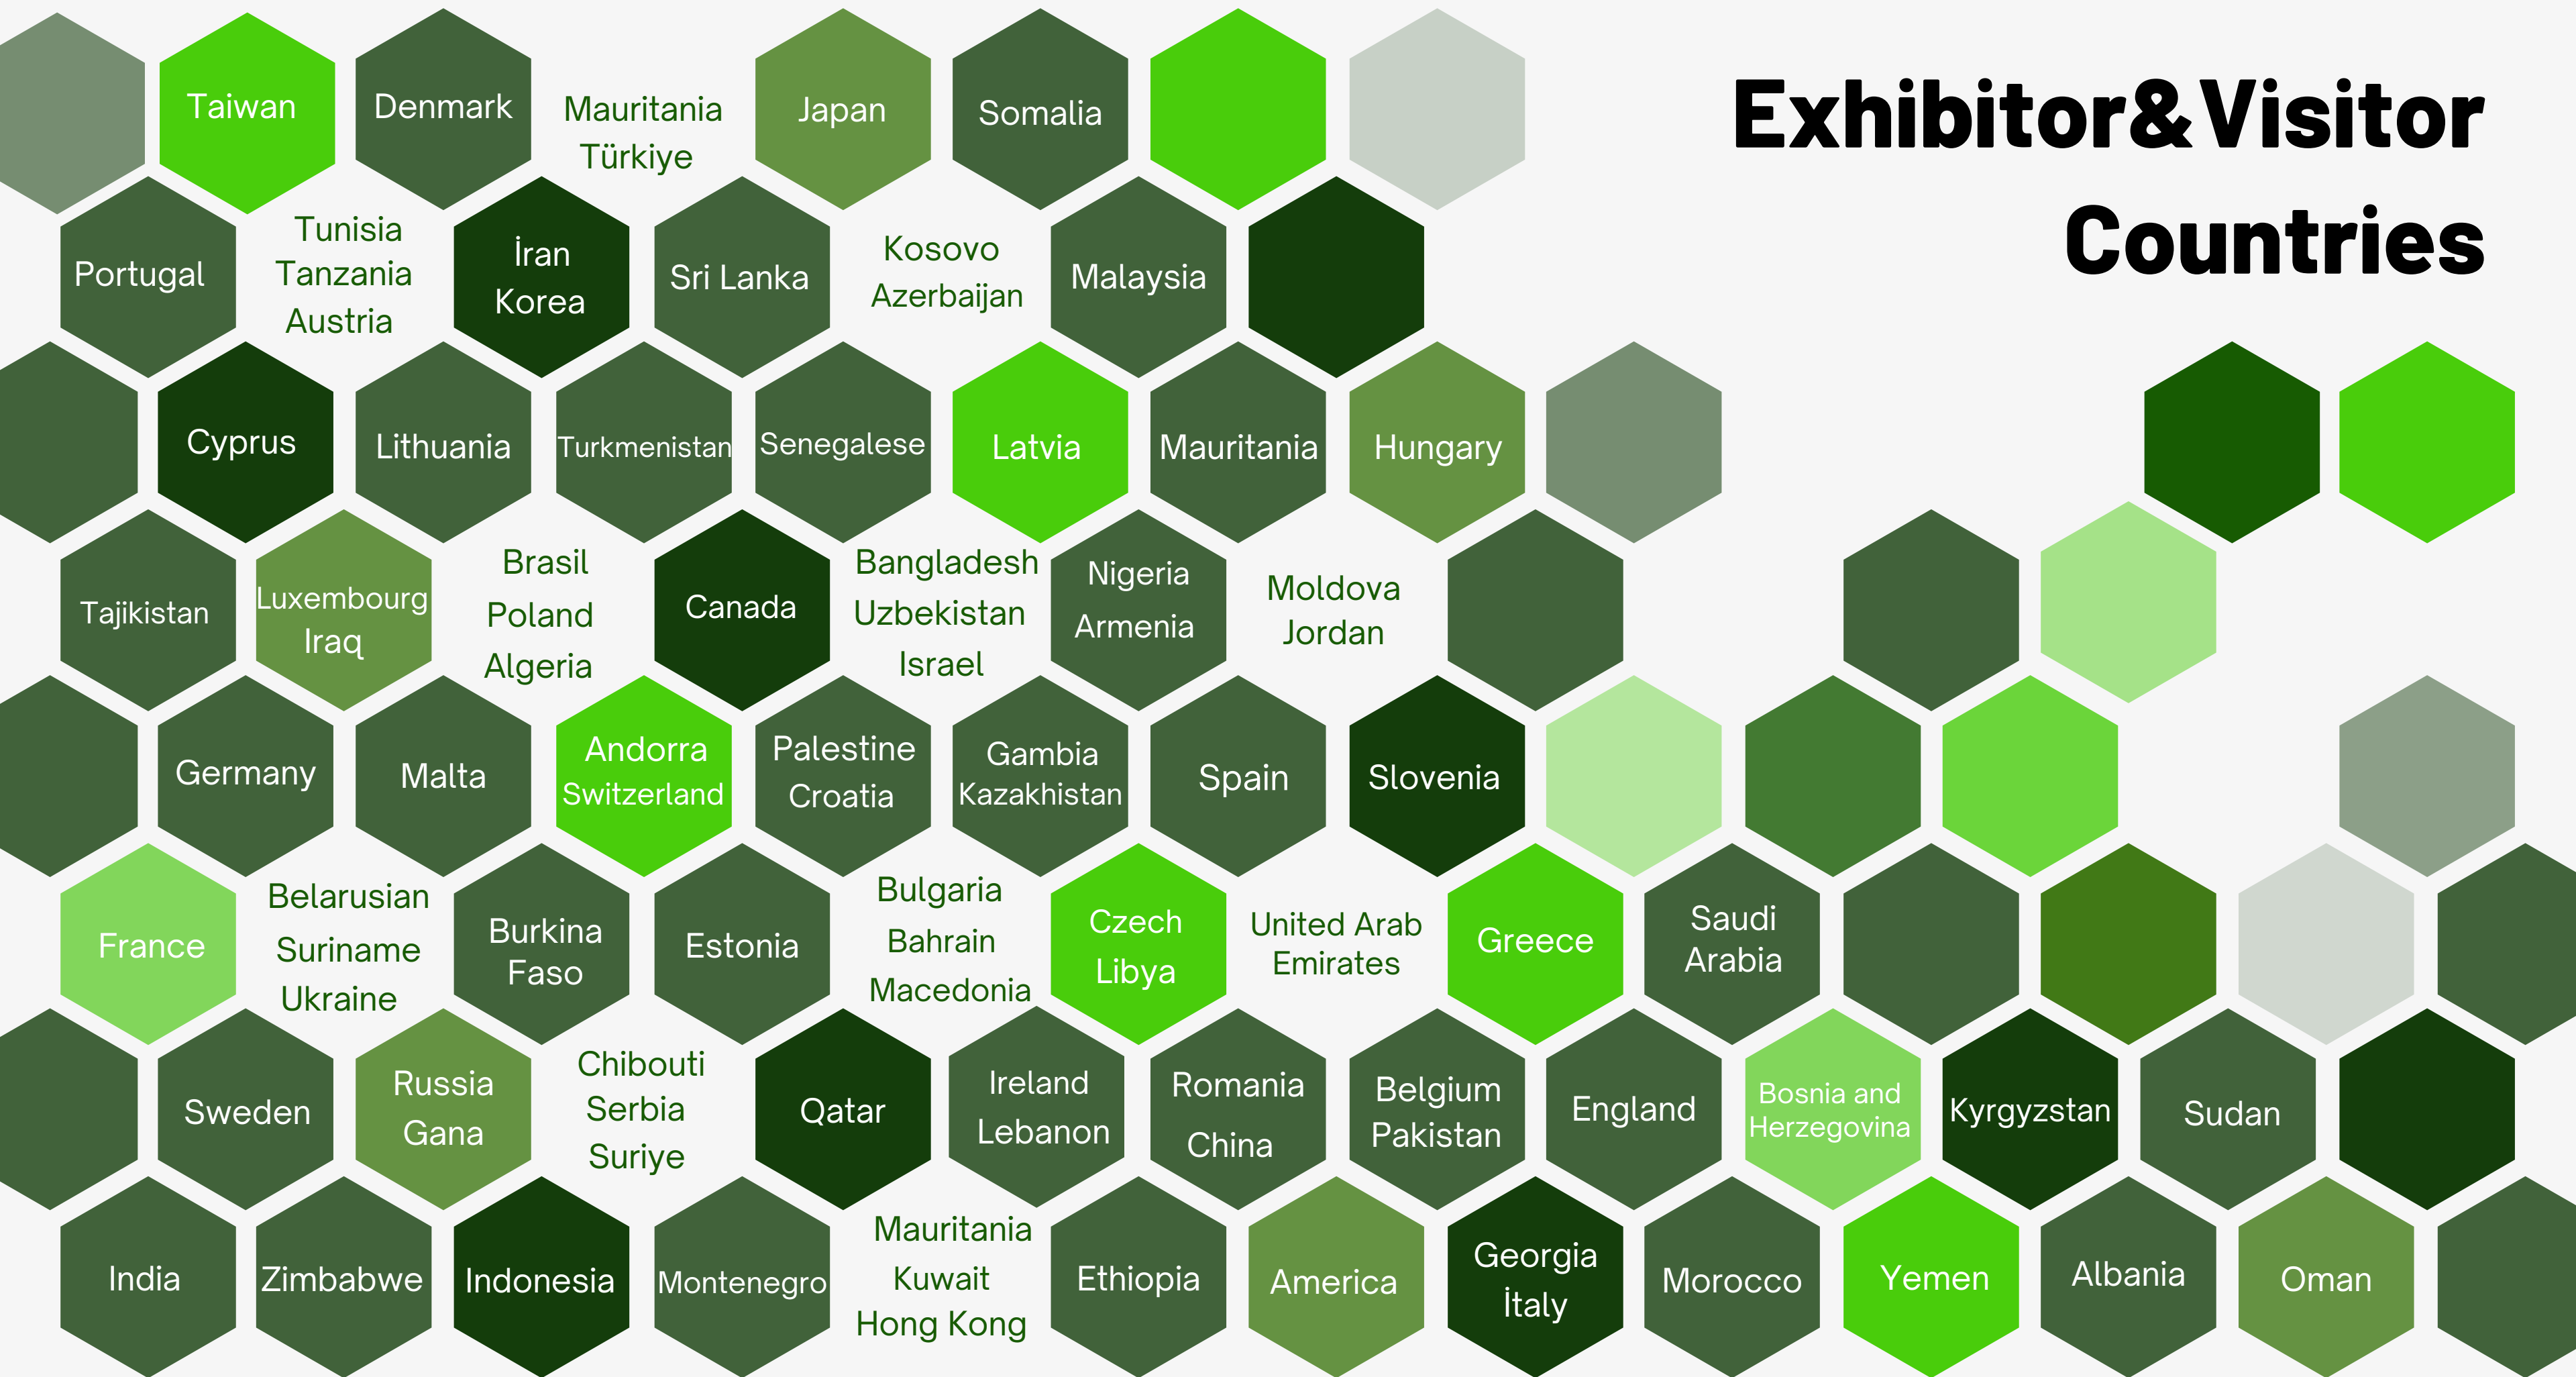 Exhibitor&Visitor
Countries
Taiwan
Denmark
Mauritania
Türkiye
Japan
Somalia
Portugal
Tunisia
Tanzania
Austria
İran
Korea
Sri Lanka
Kosovo
Azerbaijan
Malaysia
Cyprus
Lithuania
Turkmenistan
Senegalese
Latvia
Mauritania
Hungary
Tajikistan
Luxembourg
Iraq
Brasil
Poland
Algeria
Canada
Bangladesh
Uzbekistan
Israel
Nigeria
Armenia
Moldova
Jordan
Germany
Malta
Andorra
Switzerland
Palestine
Croatia
Gambia
Kazakhistan
Spain
Slovenia
France
Belarusian
Suriname
Ukraine
Burkina
Faso
Estonia
Bulgaria
Bahrain
Macedonia
Czech
Libya
United Arab
Emirates
Greece
Saudi
Arabia
Sweden
Russia
Gana
Chibouti
Serbia
Suriye
Qatar
Ireland
Lebanon
Romania
China
Belgium
Pakistan
England
Bosnia and
Herzegovina
Kyrgyzstan
Sudan
India
Zimbabwe
Indonesia
Montenegro
Mauritania
Kuwait
Hong Kong
Ethiopia
America
Georgia
İtaly
Morocco
Yemen
Albania
Oman